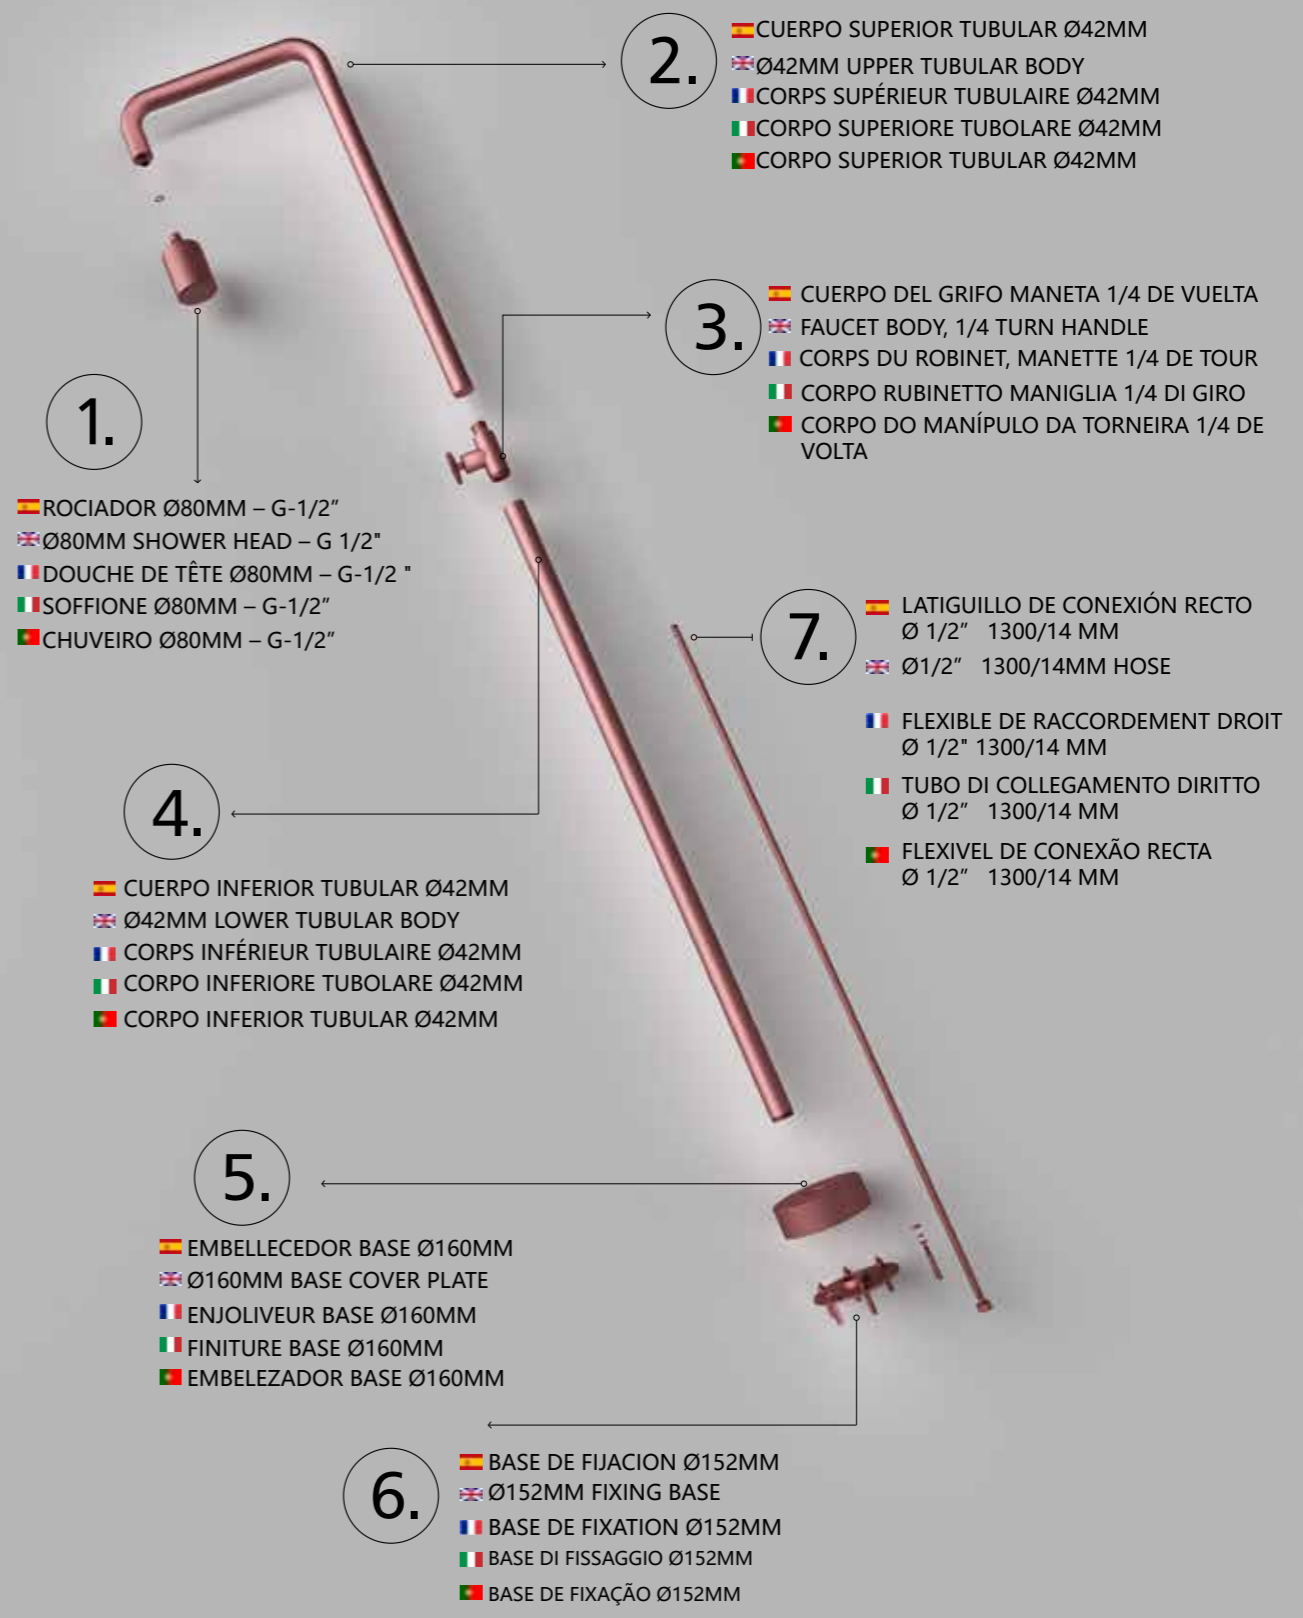 2.
CUERPO SUPERIOR TUBULAR Ø42MM
Ø42MM UPPER TUBULAR BODY
CORPS SUPÉRIEUR TUBULAIRE Ø42MM
CORPO SUPERIORE TUBOLARE Ø42MM
CORPO SUPERIOR TUBULAR Ø42MM
3.
CUERPO DEL GRIFO MANETA 1/4 DE VUELTA
FAUCET BODY, 1/4 TURN HANDLE
CORPS DU ROBINET, MANETTE 1/4 DE TOUR
CORPO RUBINETTO MANIGLIA 1/4 DI GIRO
CORPO DO MANÍPULO DA TORNEIRA 1/4 DE
VOLTA
1.
ROCIADOR Ø80MM – G-1/2”
Ø80MM SHOWER HEAD – G 1/2"
DOUCHE DE TÊTE Ø80MM – G-1/2 "
SOFFIONE Ø80MM – G-1/2”
CHUVEIRO Ø80MM – G-1/2”
7.
LATIGUILLO DE CONEXIÓN RECTO
Ø 1/2” 1300/14 MM
Ø1/2” 1300/14MM HOSE
FLEXIBLE DE RACCORDEMENT DROIT
Ø 1/2" 1300/14 MM
TUBO DI COLLEGAMENTO DIRITTO
Ø 1/2” 1300/14 MM
FLEXIVEL DE CONEXÃO RECTA
Ø 1/2” 1300/14 MM
4.
CUERPO INFERIOR TUBULAR Ø42MM
Ø42MM LOWER TUBULAR BODY
CORPS INFÉRIEUR TUBULAIRE Ø42MM
CORPO INFERIORE TUBOLARE Ø42MM
CORPO INFERIOR TUBULAR Ø42MM
5.
EMBELLECEDOR BASE Ø160MM
Ø160MM BASE COVER PLATE
ENJOLIVEUR BASE Ø160MM
FINITURE BASE Ø160MM
EMBELEZADOR BASE Ø160MM
6.
BASE DE FIJACION Ø152MM
Ø152MM FIXING BASE
BASE DE FIXATION Ø152MM
BASE DI FISSAGGIO Ø152MM
BASE DE FIXAÇÃO Ø152MM